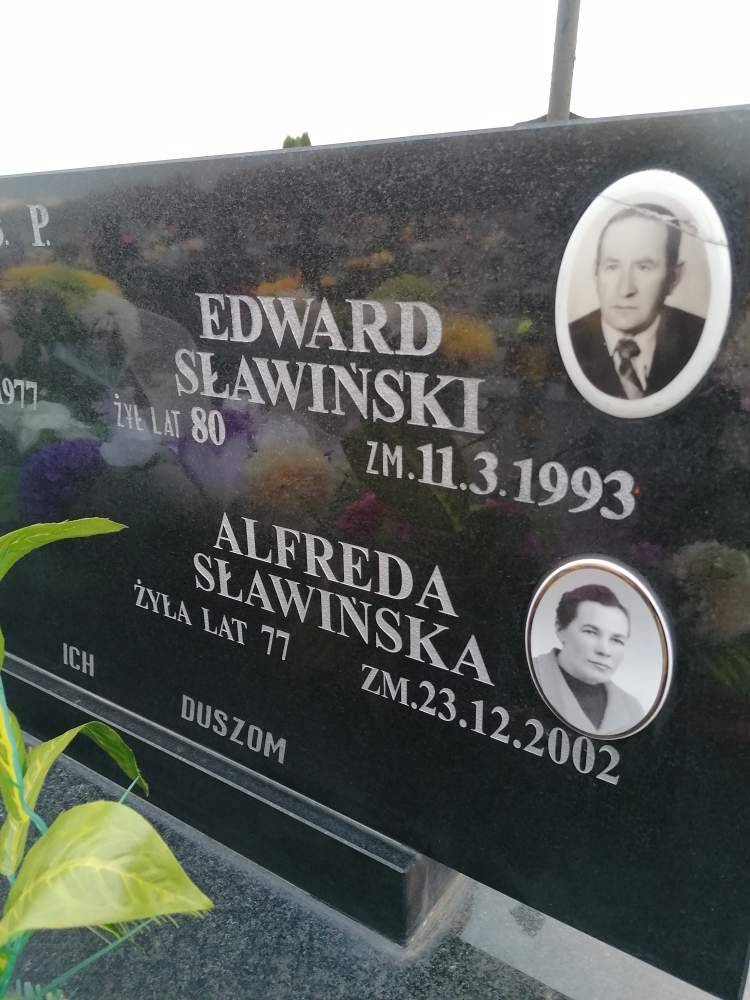 P.
EDWARD
SŁAWIŃSKI
1977
ŻYŁ LAT 80
ZM. 11.3.1993
ALFREDA
SŁAWIŃSKA
ŻYŁA LAT 77
ZM.23.12.2002
ICH DUSZOM